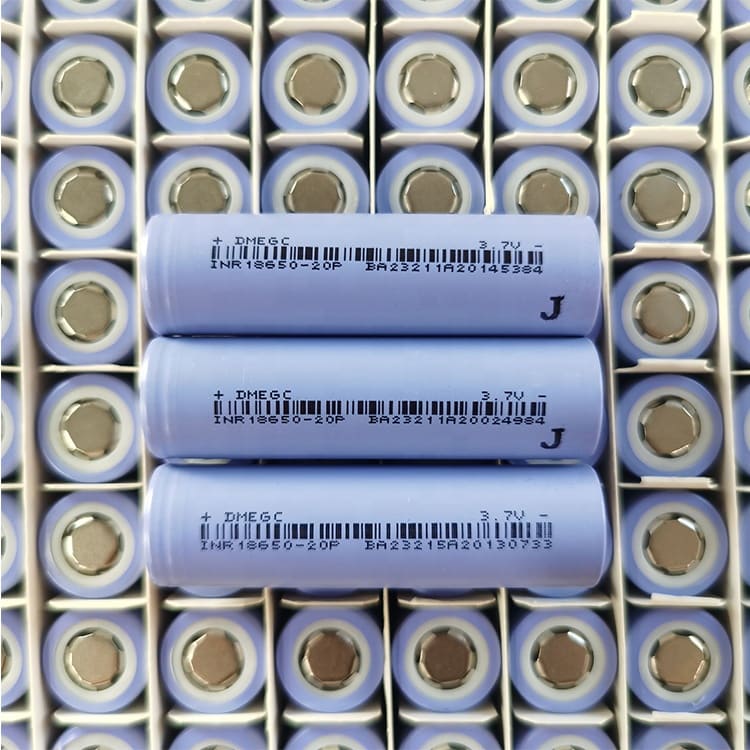 + DMEGC 3.7V -
INR18650-20P BA23211A20145384
J
+ DMEGC 3.7V -
INR18650-20P BA23211A20024984
J
+ DMEGC 3.7V -
INR18650-20P BA23215A20130733